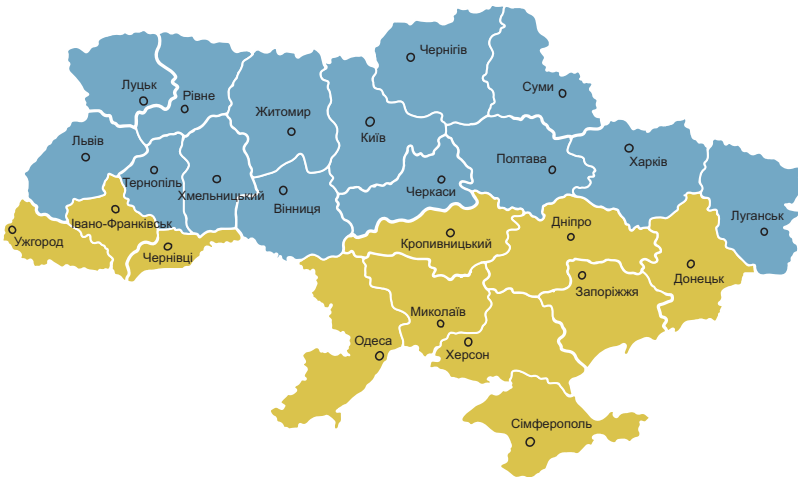 Чернігів
Луцьк
Рівне
Суми
Житомир
Київ
Львів
Полтава
Харків
Тернопіль
Хмельницький
Черкаси
Вінниця
Луганськ
Івано-Франківськ
Ужгород
Чернівці
Кропивницький
Дніпро
Донецьк
Запоріжжя
Миколаїв
Одеса
Херсон
Сімферополь